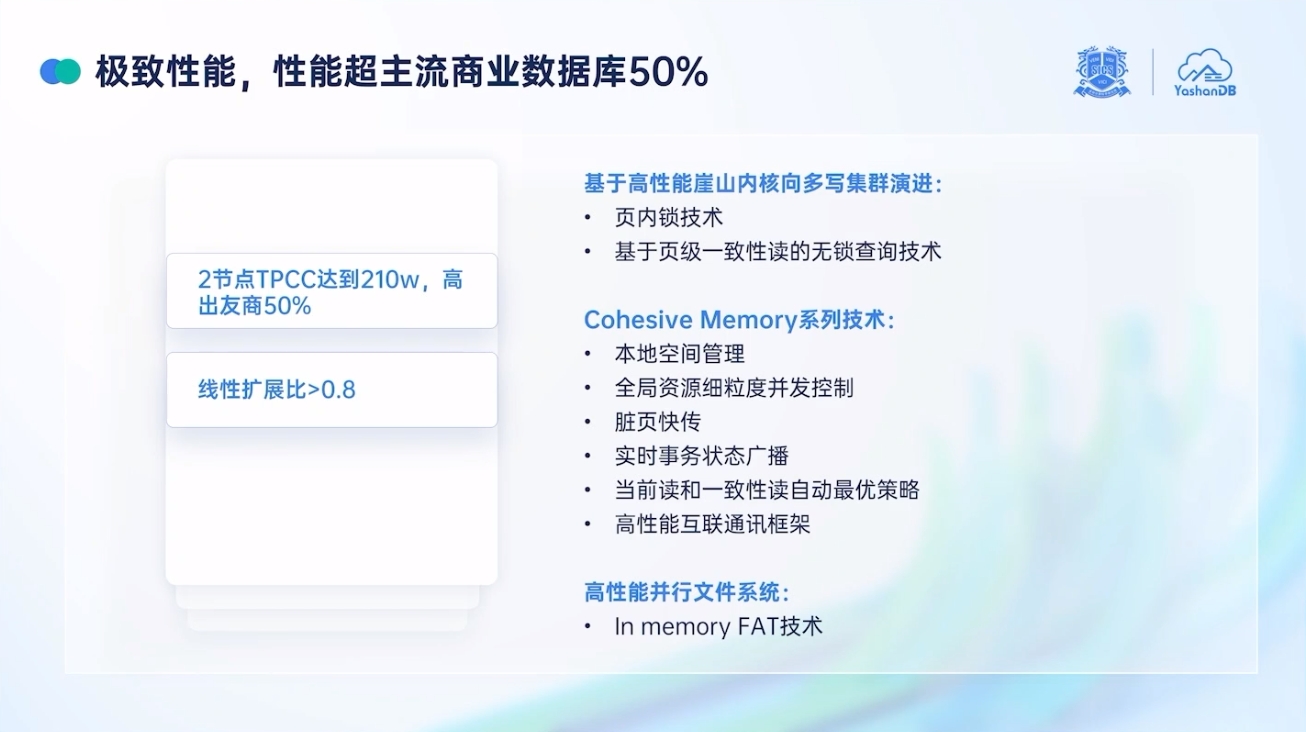 极致性能，性能超主流商业数据库50%
SICS
YashanDB
2节点TPCC达到210w，高
出友商50%
线性扩展比>0.8
基于高性能崖山内核向多写集群演进：
• 页内锁技术
• 基于页级一致性读的无锁查询技术
Cohesive Memory系列技术：
• 本地空间管理
• 全局资源细粒度并发控制
• 脏页快传
• 实时事务状态广播
• 当前读和一致性读自动最优策略
• 高性能互联通讯框架
高性能并行文件系统：
• In memory FAT技术